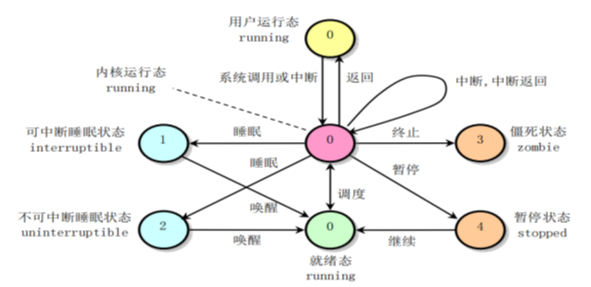 用户运行态
running
0
内核运行态
running
系统调用或中断
返回
中断,中断返回
可中断睡眠状态
interruptible
1
睡眠
0
终止
3
僵死状态
zombie
睡眠
暂停
调度
唤醒
不可中断睡眠状态
uninterruptible
2
唤醒
0
继续
4
暂停状态
stopped
就绪态
running